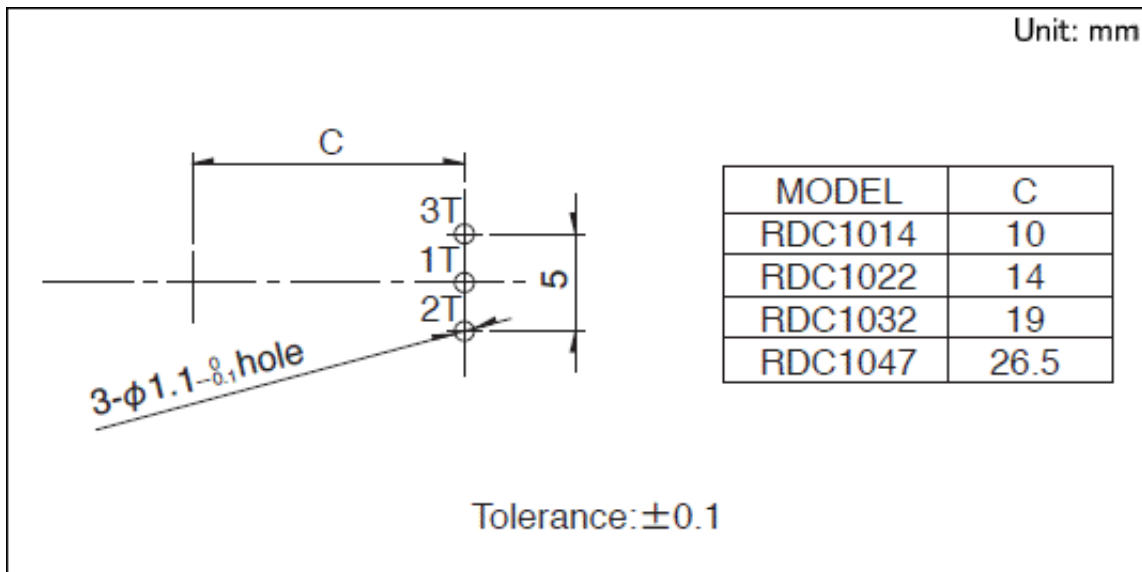 Unit: mm
C
3T
1T
2T
5
3-φ1.1 0 -0.1 hole
MODEL C
RDC1014 10
RDC1022 14
RDC1032 19
RDC1047 26.5
Tolerance:±0.1